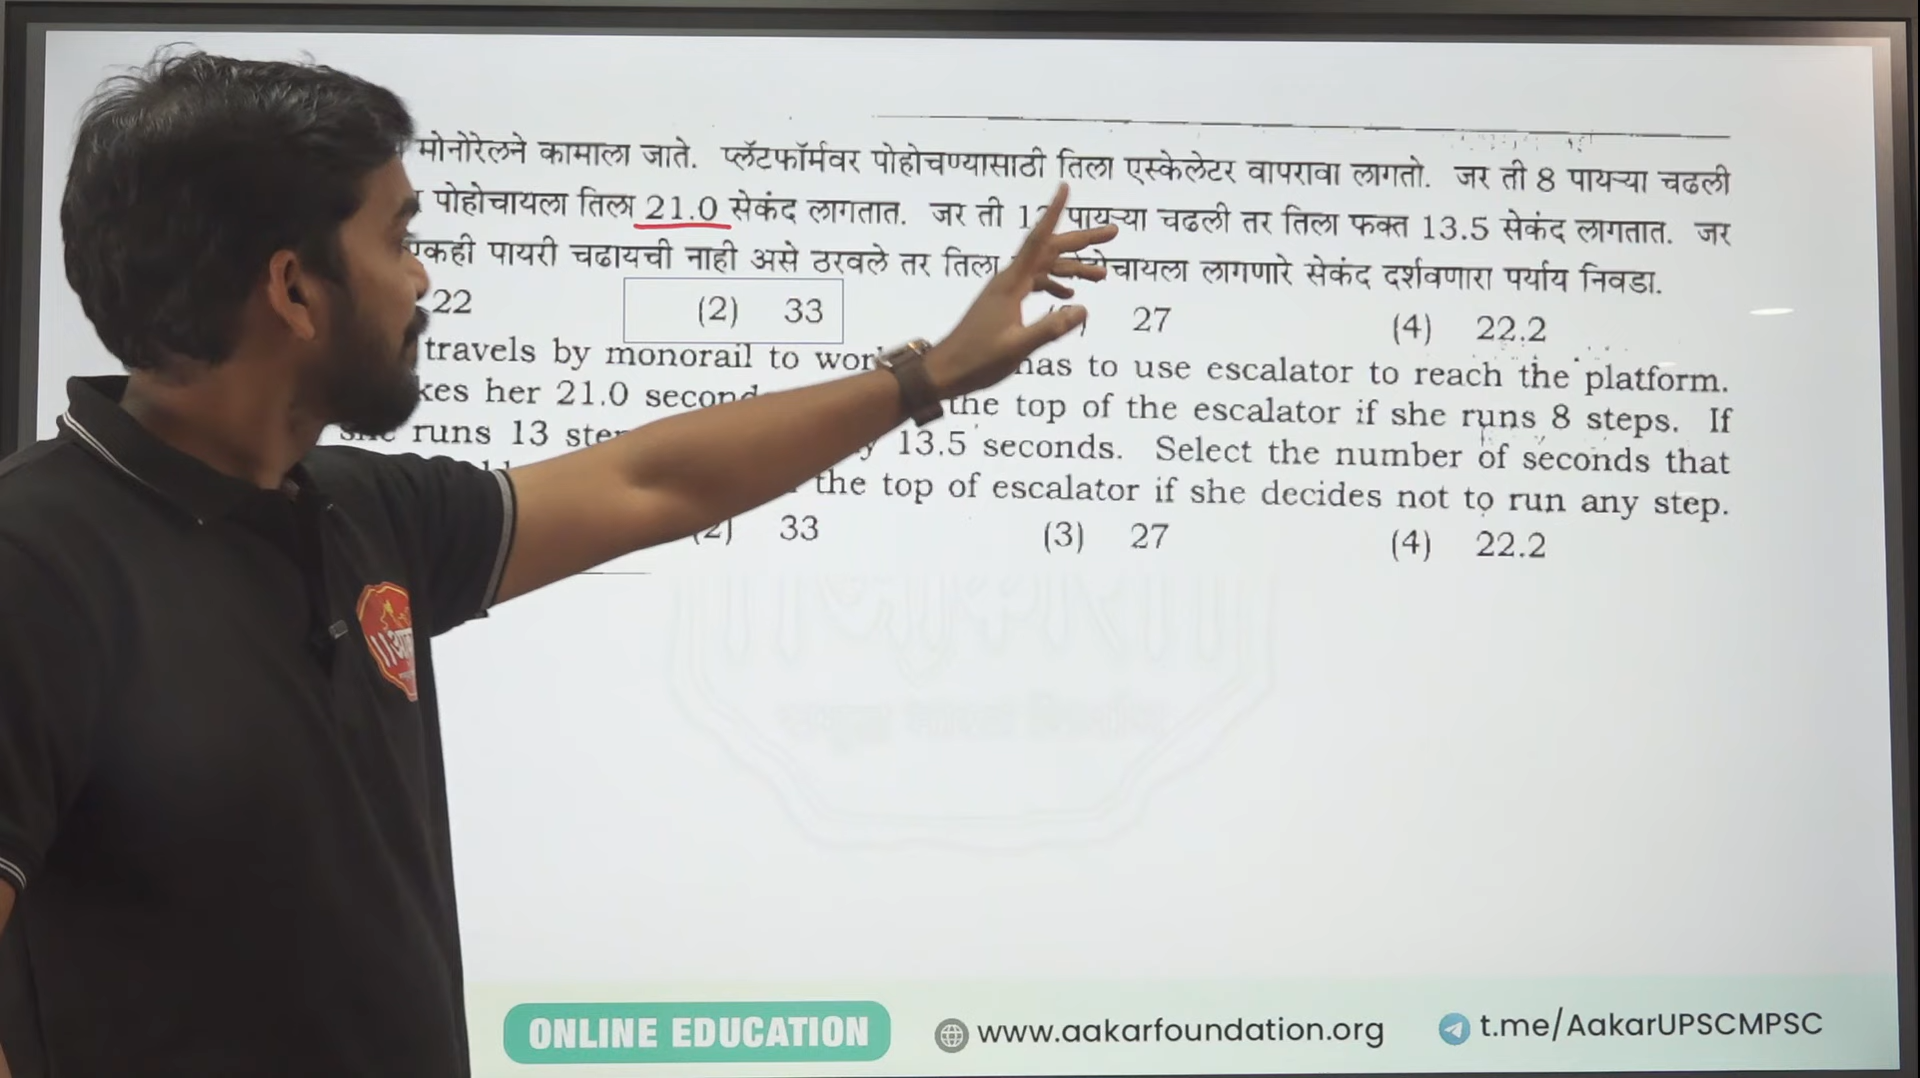 मोनोरेलने कामाला जाते. प्लॅटफॉर्मवर पोहोचण्यासाठी तिला एस्केलेटर वापरावा लागतो. जर ती 8 पायऱ्या चढली
पोहोचायला तिला 21.0 सेकंद लागतात. जर ती पायऱ्या चढली तर तिला फक्त 13.5 सेकंद लागतात. जर
पायरी चढायची नाही असे ठरवले तर तिला लागणारे सेकंद दर्शवणारा पर्याय निवडा.
22 (2) 33 27 (4) 22.2
travels by monorail to has to use escalator to reach the platform.
her 21.0 the top of the escalator if she runs 8 steps. If
runs 13 13.5 seconds. Select the number of seconds that
the top of escalator if she decides not to run any step.
(2) 33 (3) 27 (4) 22.2
ONLINE EDUCATION www.aakarfoundation.org t.me/AakarUPSCMPSC